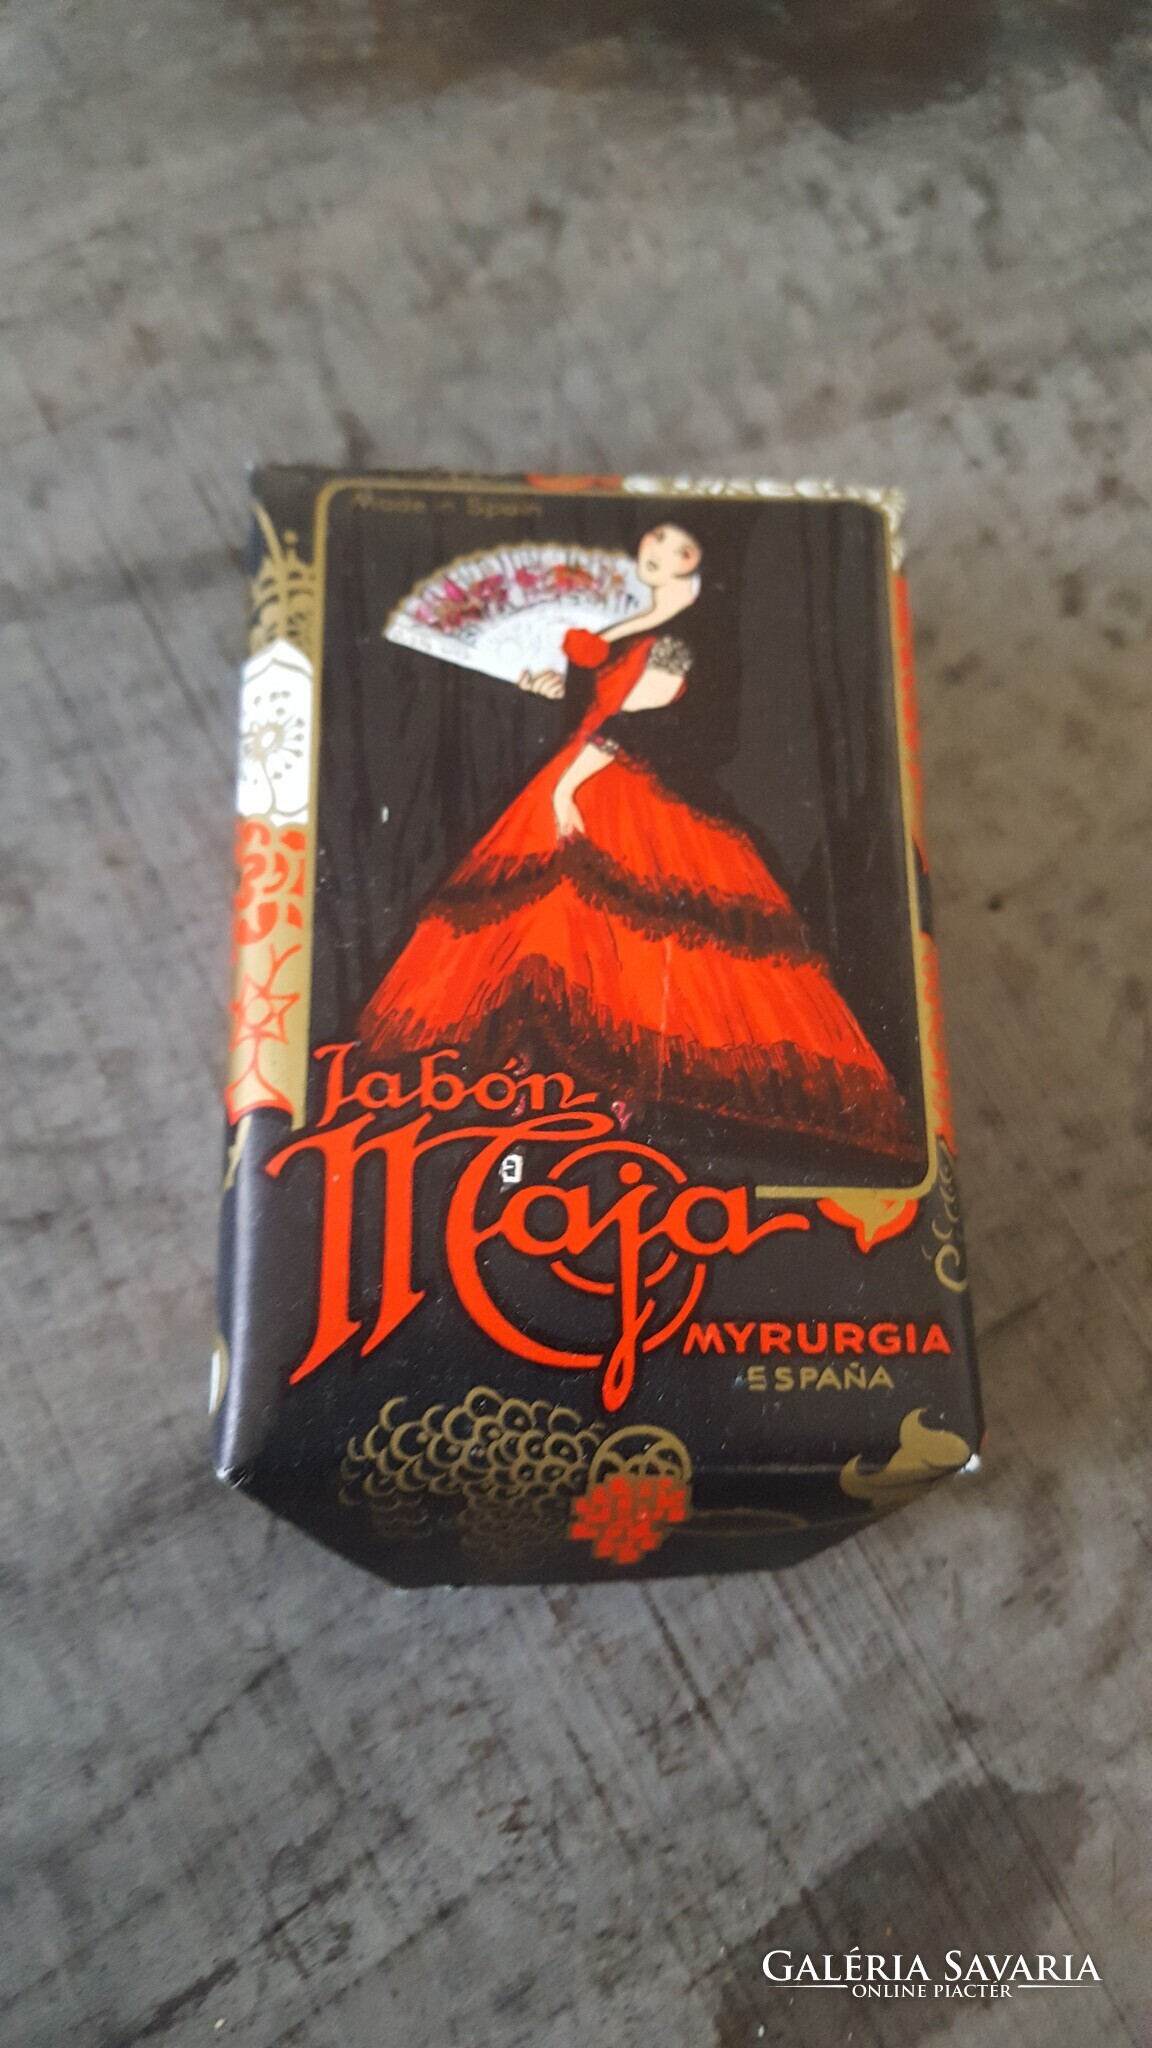 Made in Spain
Jabón
Maja
MYRURGIA
ESPAÑA
GALÉRIA SAVARIA
ONLINE PIACTÉR